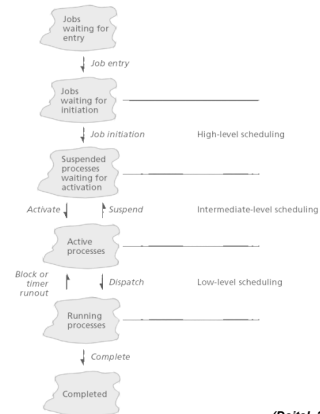 Jobs
waiting for
entry
Job entry
Jobs
waiting for
initiation
Job initiation
High-level scheduling
Suspended
processes
waiting for
activation
Activate
Suspend
Intermediate-level scheduling
Active
processes
Block or
timer
runout
Dispatch
Low-level scheduling
Running
processes
Complete
Completed